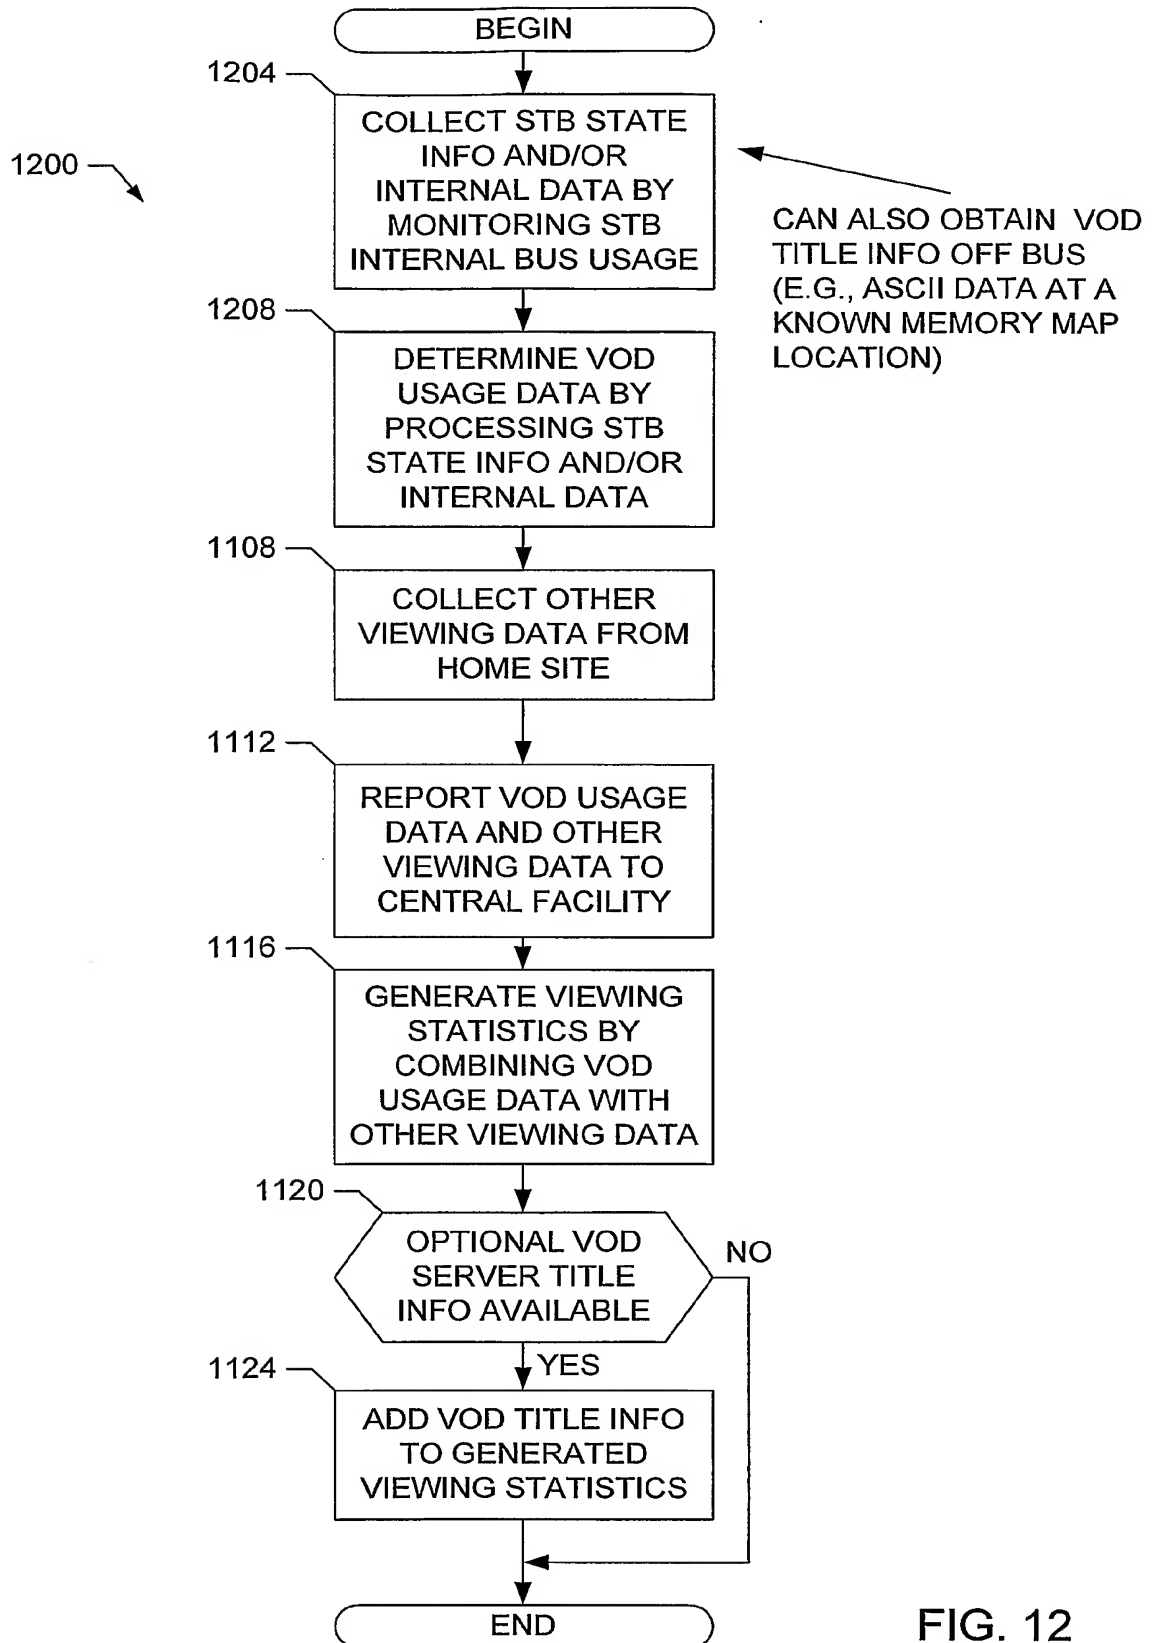 BEGIN
1204
COLLECT STB STATE
INFO AND/OR
INTERNAL DATA BY
MONITORING STB
INTERNAL BUS USAGE
1200
CAN ALSO OBTAIN VOD
TITLE INFO OFF BUS
(E.G., ASCII DATA AT A
KNOWN MEMORY MAP
LOCATION)
1208
DETERMINE VOD
USAGE DATA BY
PROCESSING STB
STATE INFO AND/OR
INTERNAL DATA
1108
COLLECT OTHER
VIEWING DATA FROM
HOME SITE
1112
REPORT VOD USAGE
DATA AND OTHER
VIEWING DATA TO
CENTRAL FACILITY
1116
GENERATE VIEWING
STATISTICS BY
COMBINING VOD
USAGE DATA WITH
OTHER VIEWING DATA
1120
OPTIONAL VOD
SERVER TITLE
INFO AVAILABLE
NO
YES
1124
ADD VOD TITLE INFO
TO GENERATED
VIEWING STATISTICS
END
FIG. 12